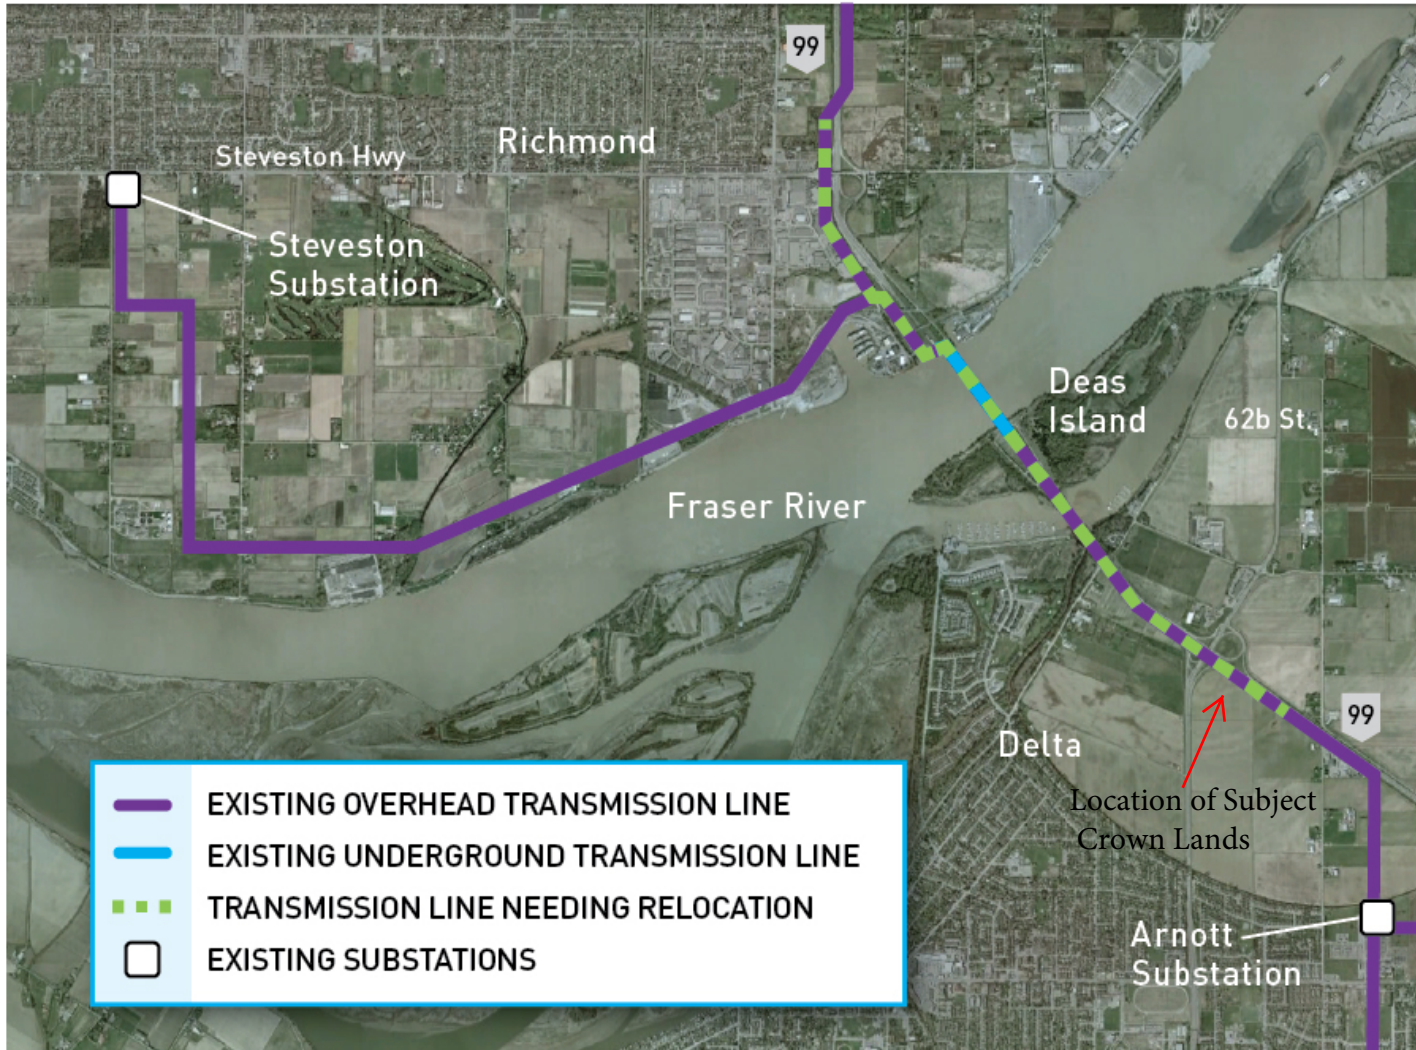 99
Richmond
Steveston Hwy
Steveston
Substation
Deas
Island
62b St.
Fraser River
99
Delta
Location of Subject
Crown Lands
EXISTING OVERHEAD TRANSMISSION LINE
EXISTING UNDERGROUND TRANSMISSION LINE
TRANSMISSION LINE NEEDING RELOCATION
EXISTING SUBSTATIONS
Arnott
Substation